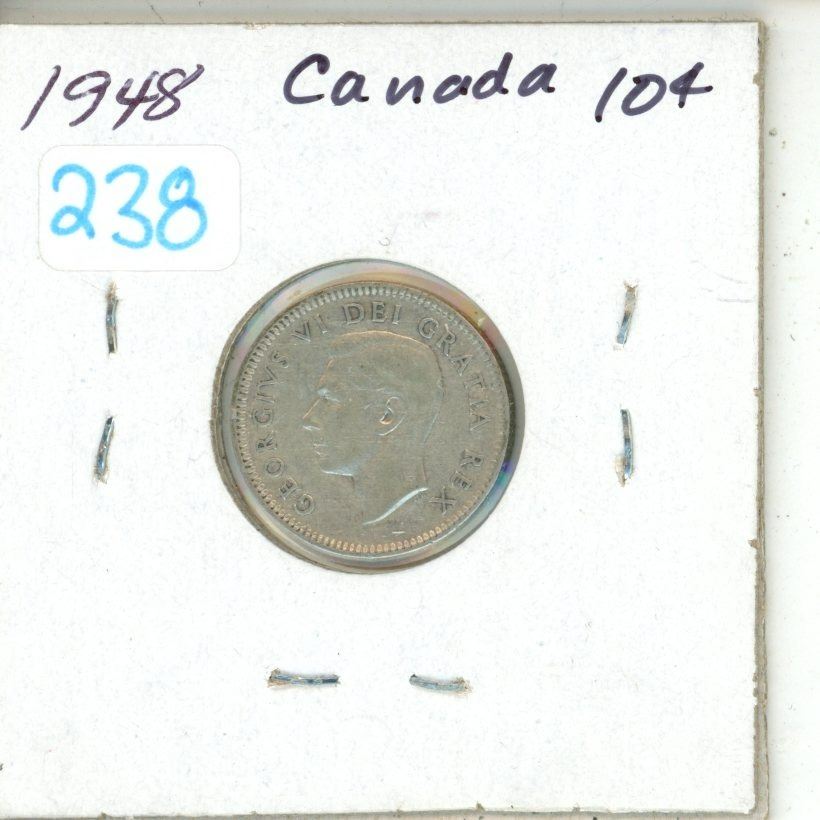 1948 Canada 10¢
238
GEORGIVS VI DEI GRATIA REX